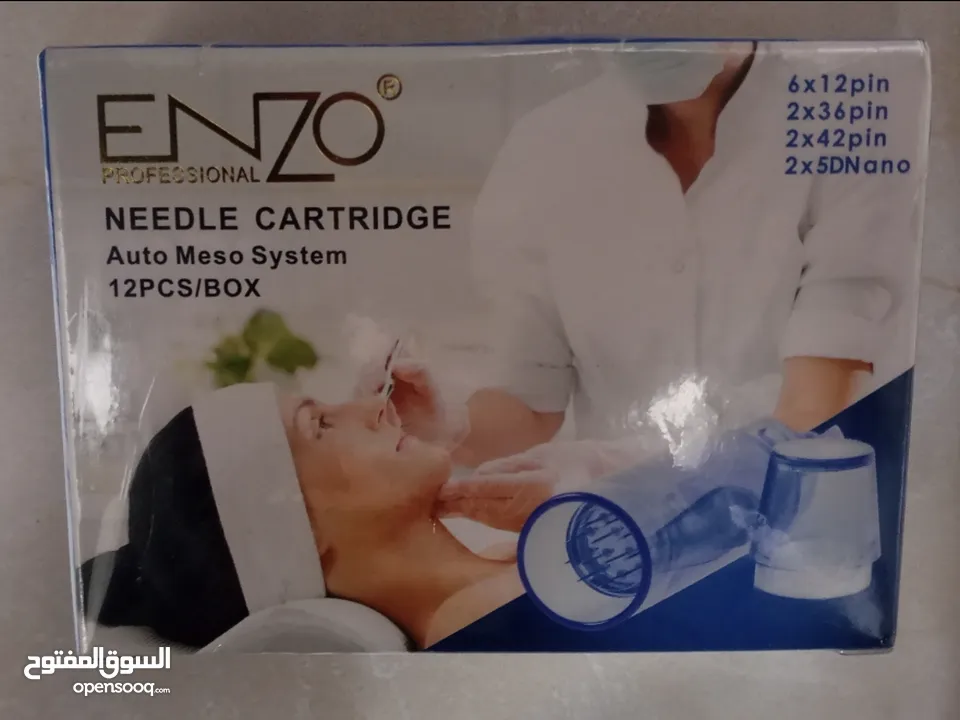 ENZO®
PROFESSIONAL
NEEDLE CARTRIDGE
Auto Meso System
12PCS/BOX
6x12pin
2x36pin
2x42pin
2x5DNano
السوق المفتوح
opensooq.com